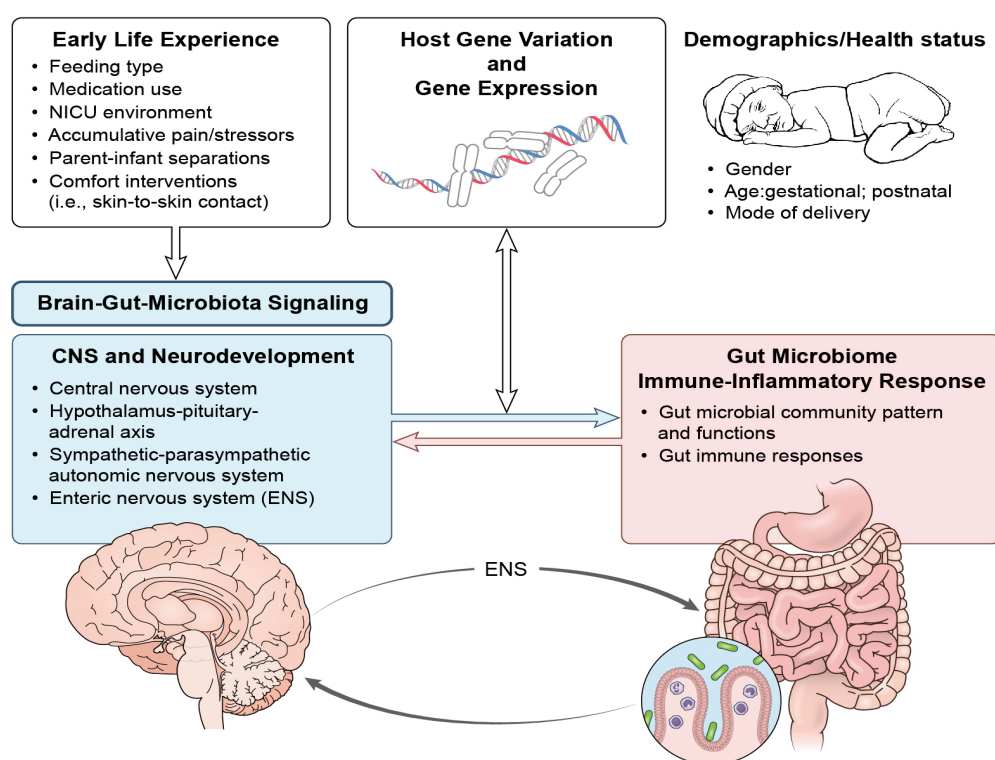 Early Life Experience
• Feeding type
• Medication use
• NICU environment
• Accumulative pain/stressors
• Parent-infant separations
• Comfort interventions
(i.e., skin-to-skin contact)
Host Gene Variation
and
Gene Expression
Demographics/Health status
• Gender
• Age:gestational; postnatal
• Mode of delivery
Brain-Gut-Microbiota Signaling
CNS and Neurodevelopment
• Central nervous system
• Hypothalamus-pituitary-
adrenal axis
• Sympathetic-parasympathetic
autonomic nervous system
• Enteric nervous system (ENS)
Gut Microbiome
Immune-Inflammatory Response
• Gut microbial community pattern
and functions
• Gut immune responses
ENS